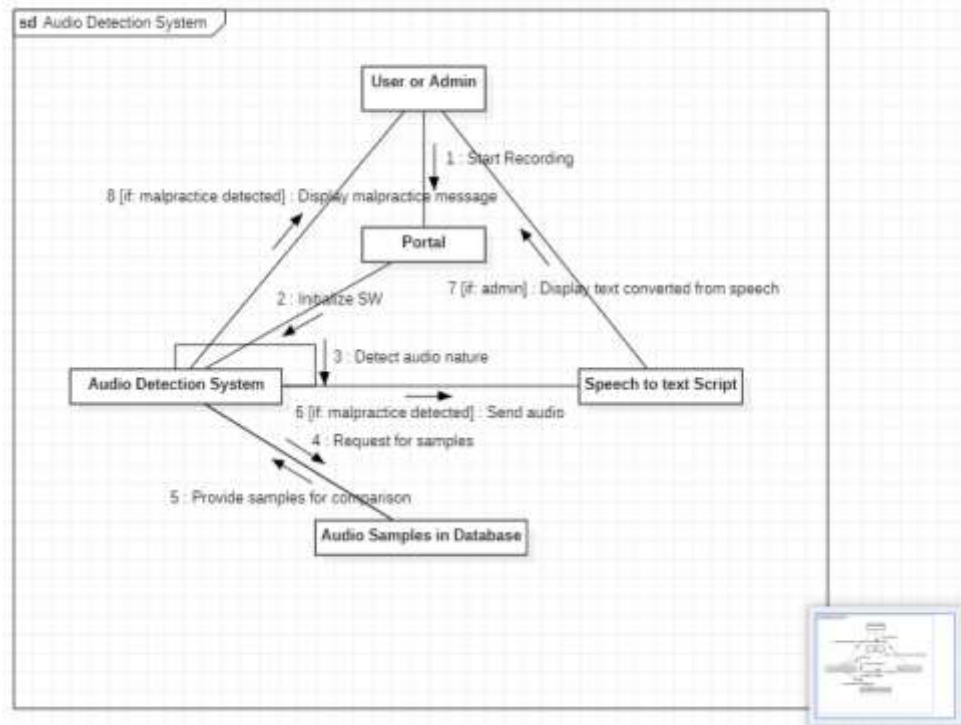 sd Audio Detection System
User or Admin
1 : Start Recording
8 [if: malpractice detected] : Display malpractice message
Portal
7 [if: admin] : Display text converted from speech
2 : Initialize SW
3 : Detect audio nature
Audio Detection System
Speech to text Script
6 [if: malpractice detected] : Send audio
4 : Request for samples
5 : Provide samples for comparison
Audio Samples in Database